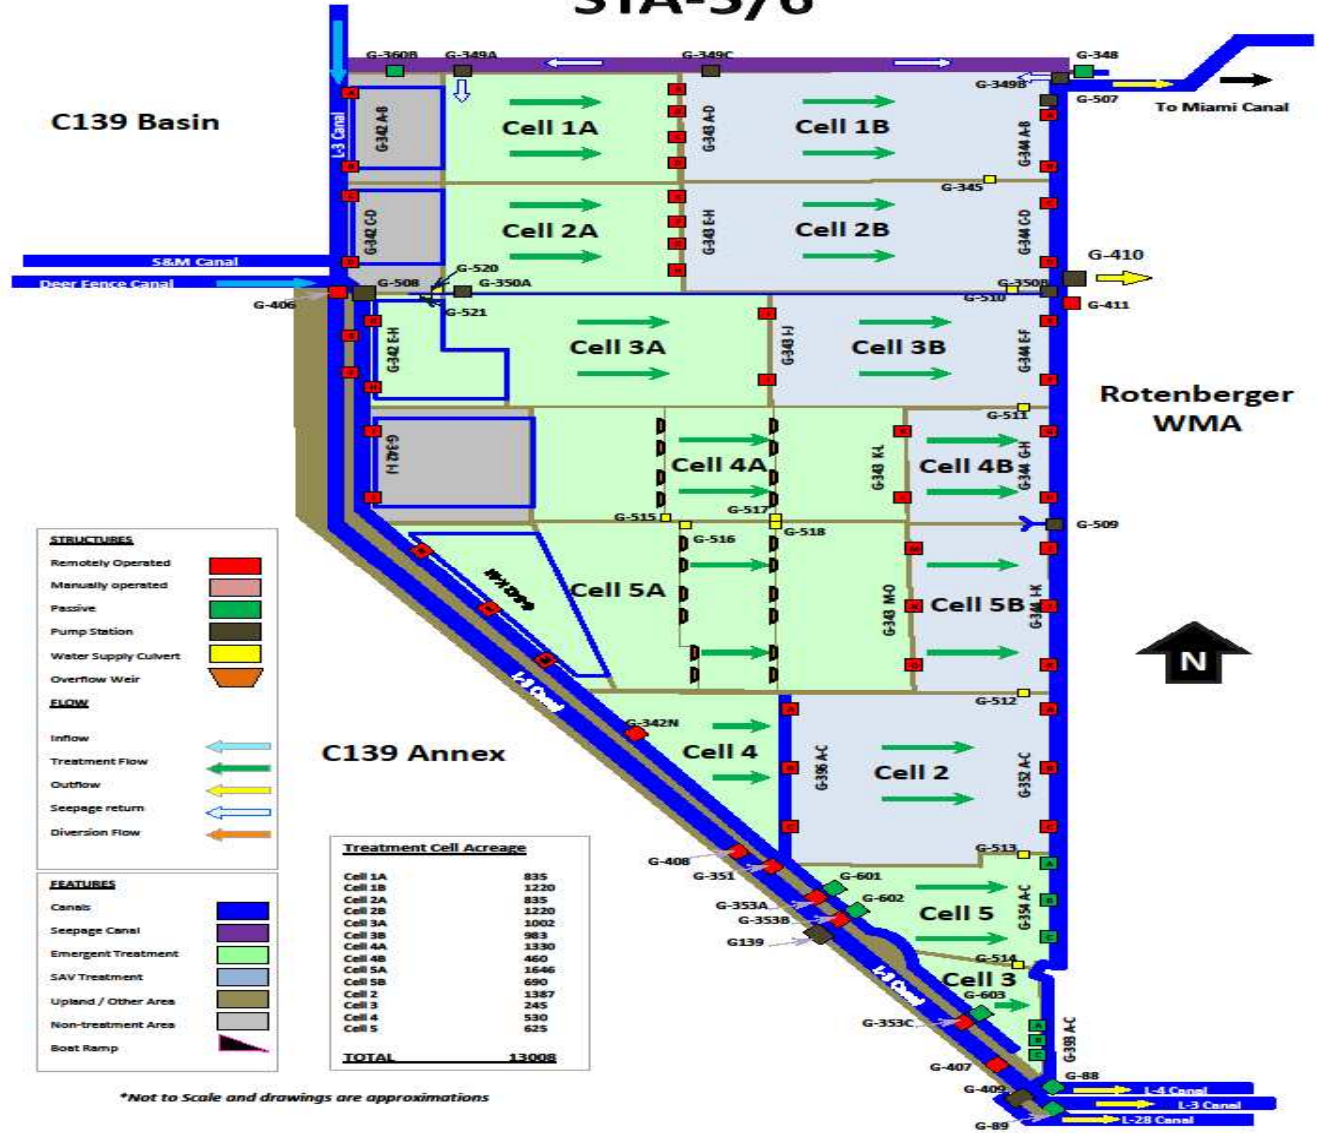 STA-5/6
G-360B
G-349A
G-349C
G-348
G-349B
G-507
To Miami Canal
C139 Basin
L-3 Canal
G-342 A-B
Cell 1A
G-343 A-D
Cell 1B
G-344 A-B
G-345
G-342 C-D
Cell 2A
G-343 E-H
Cell 2B
G-344 C-D
S&M Canal
Deer Fence Canal
G-406
G-508
G-520
G-350A
G-521
G-510
G-350B
G-410
G-411
G-342 E-H
Cell 3A
G-343 I-J
Cell 3B
G-344 E-F
Rotenberger
WMA
G-511
G-342 I-J
Cell 4A
G-343 K-L
Cell 4B
G-344 G-H
G-515
G-517
G-516
G-518
G-509
Cell 5A
G-343 M-O
Cell 5B
G-344 I-K
N
L-3 Canal
G-512
G-342N
C139 Annex
Cell 4
G-396 A-C
Cell 2
G-352 A-C
G-513
G-408
G-351
G-601
G-353A
G-602
G-353B
G139
Cell 5
G-354 A-C
G-514
Cell 3
L-3 Canal
G-603
G-353C
G-393 A-C
G-407
G-409
G-88
G-89
L-4 Canal
L-3 Canal
L-28 Canal
STRUCTURES
Remotely Operated
Manually operated
Passive
Pump Station
Water Supply Culvert
Overflow Weir
FLOW
Inflow
Treatment Flow
Outflow
Seepage return
Diversion Flow
FEATURES
Canals
Seepage Canal
Emergent Treatment
SAV Treatment
Upland / Other Area
Non-treatment Area
Boat Ramp
Treatment Cell Acreage
Cell 1A 835
Cell 1B 1220
Cell 2A 835
Cell 2B 1220
Cell 3A 1002
Cell 3B 983
Cell 4A 1330
Cell 4B 460
Cell 5A 1646
Cell 5B 690
Cell 2 1387
Cell 3 245
Cell 4 530
Cell 5 625
TOTAL 13008
*Not to Scale and drawings are approximations